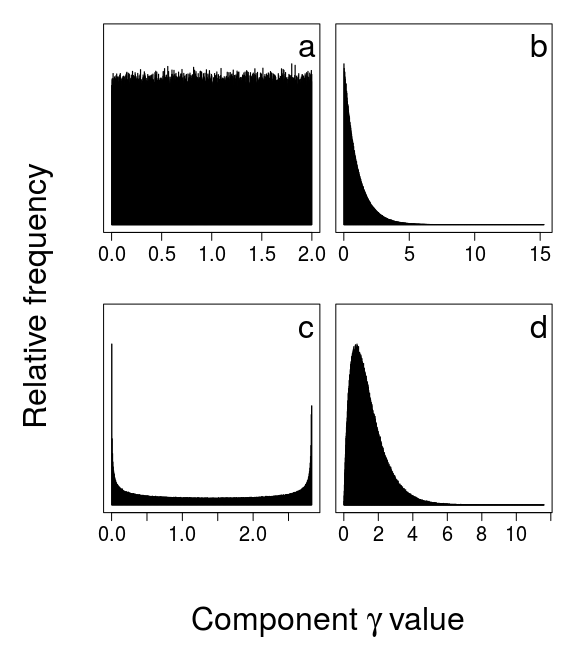 a
b
0.0 0.5 1.0 1.5 2.0
0 5 10 15
Relative frequency
c
d
0.0 1.0 2.0
0 2 4 6 8 10
Component γ value